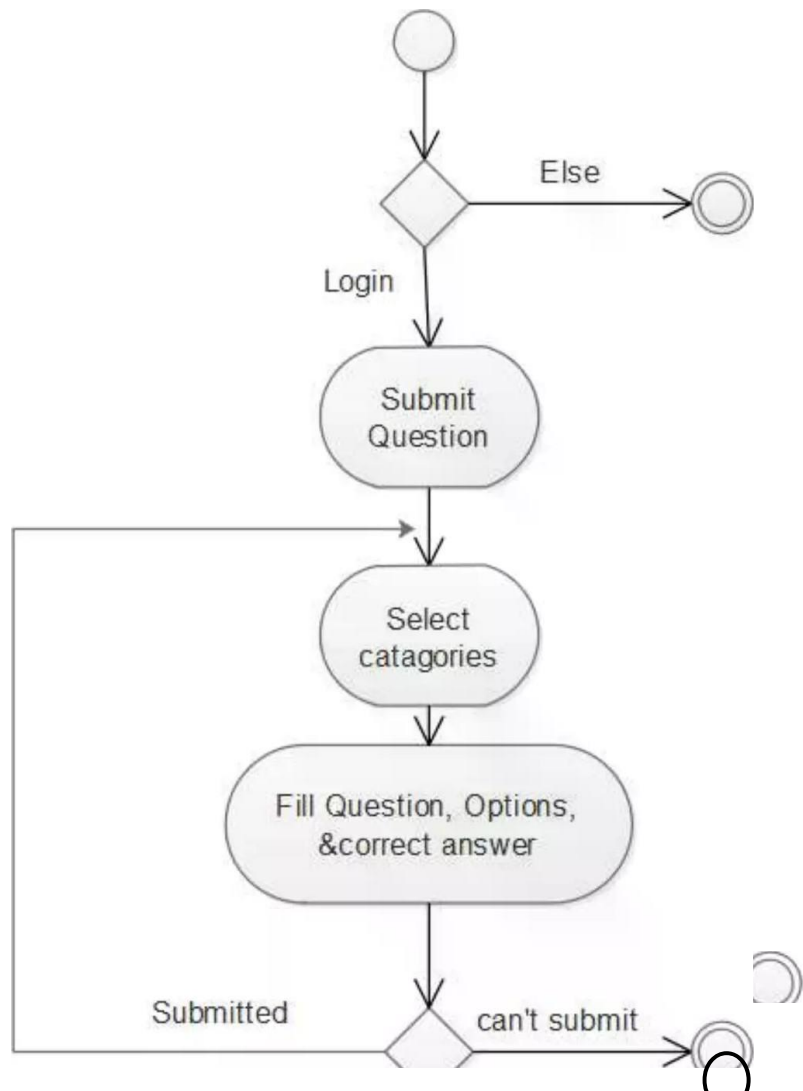 Else
Login
Submit
Question
Select
catagories
Fill Question, Options,
&correct answer
Submitted
can't submit